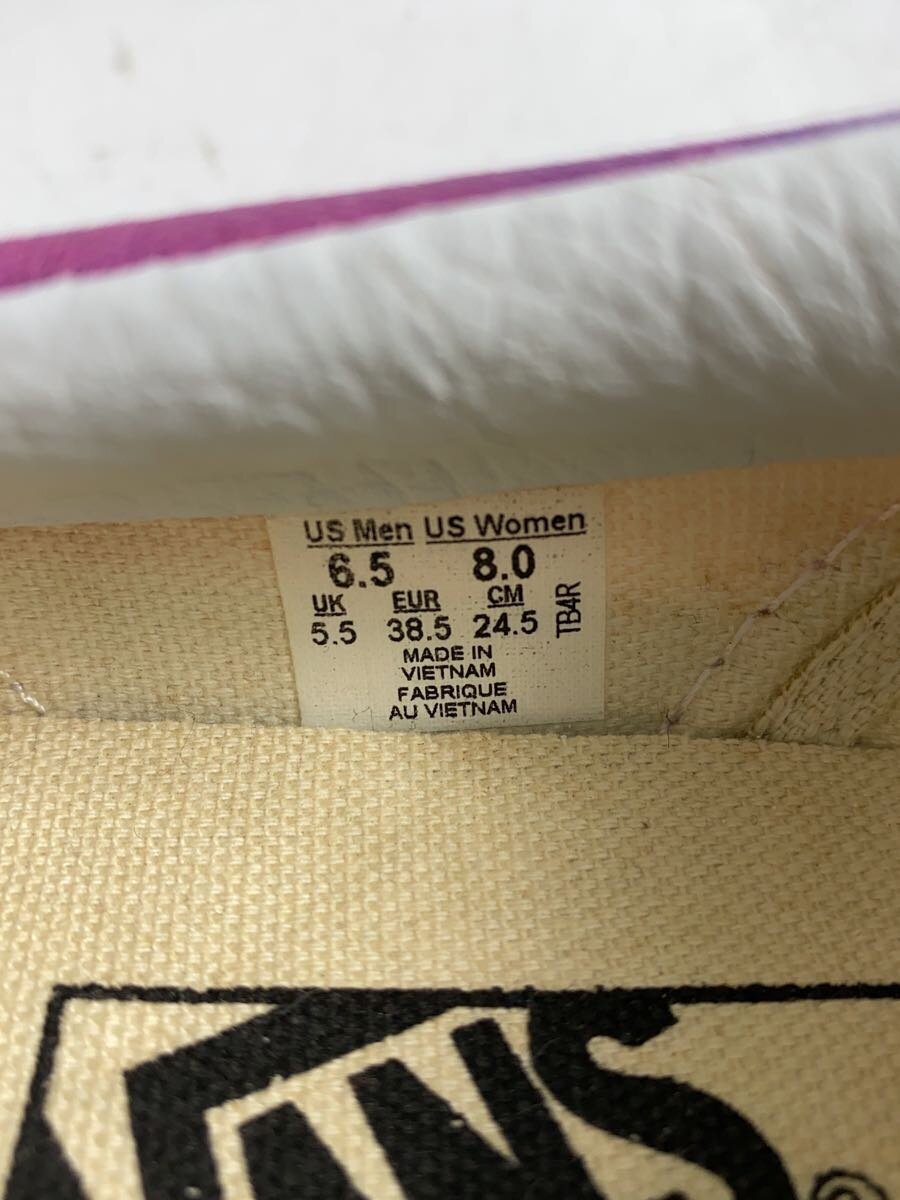 US Men US Women
6.5 8.0
UK EUR CM
5.5 38.5 24.5
TB4R
MADE IN
VIETNAM
FABRIQUE
AU VIETNAM
VANS
®